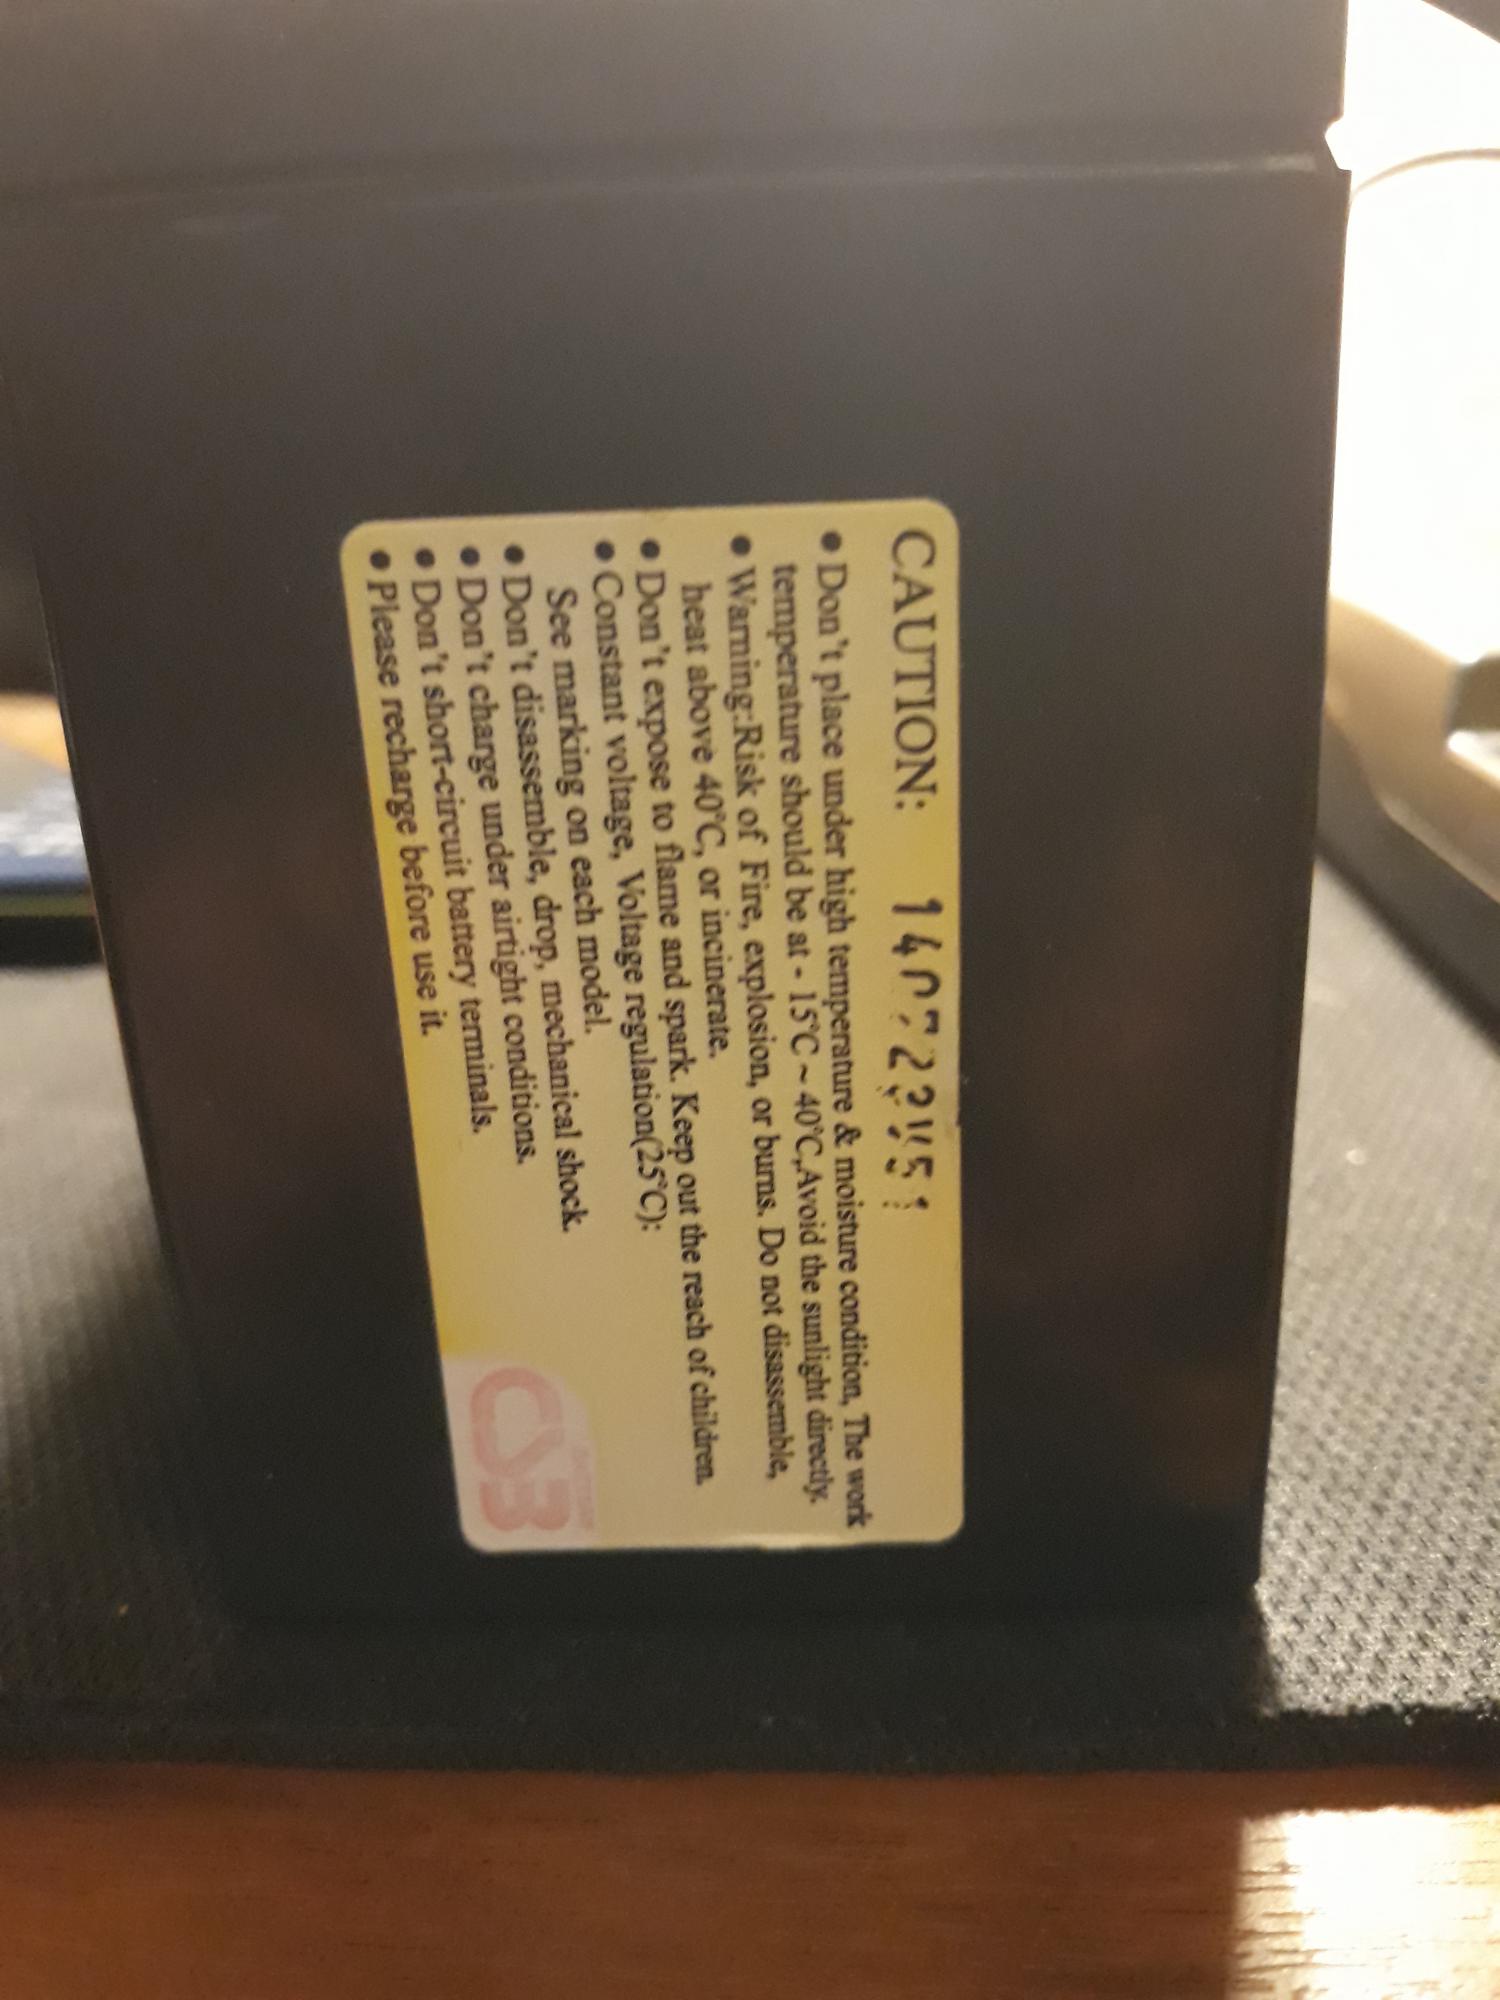 CAUTION:
• Don't place under high temperature & moisture condition, The work
temperature should be at - 15°C ~ 40°C,Avoid the sunlight directly.
• Warning:Risk of Fire, explosion, or burns. Do not disassemble,
heat above 40°C, or incinerate.
• Don't expose to flame and spark. Keep out the reach of children.
• Constant voltage, Voltage regulation(25°C):
See marking on each model.
• Don't disassemble, drop, mechanical shock.
• Don't charge under airtight conditions.
• Don't short-circuit battery terminals.
• Please recharge before use it.
CSB